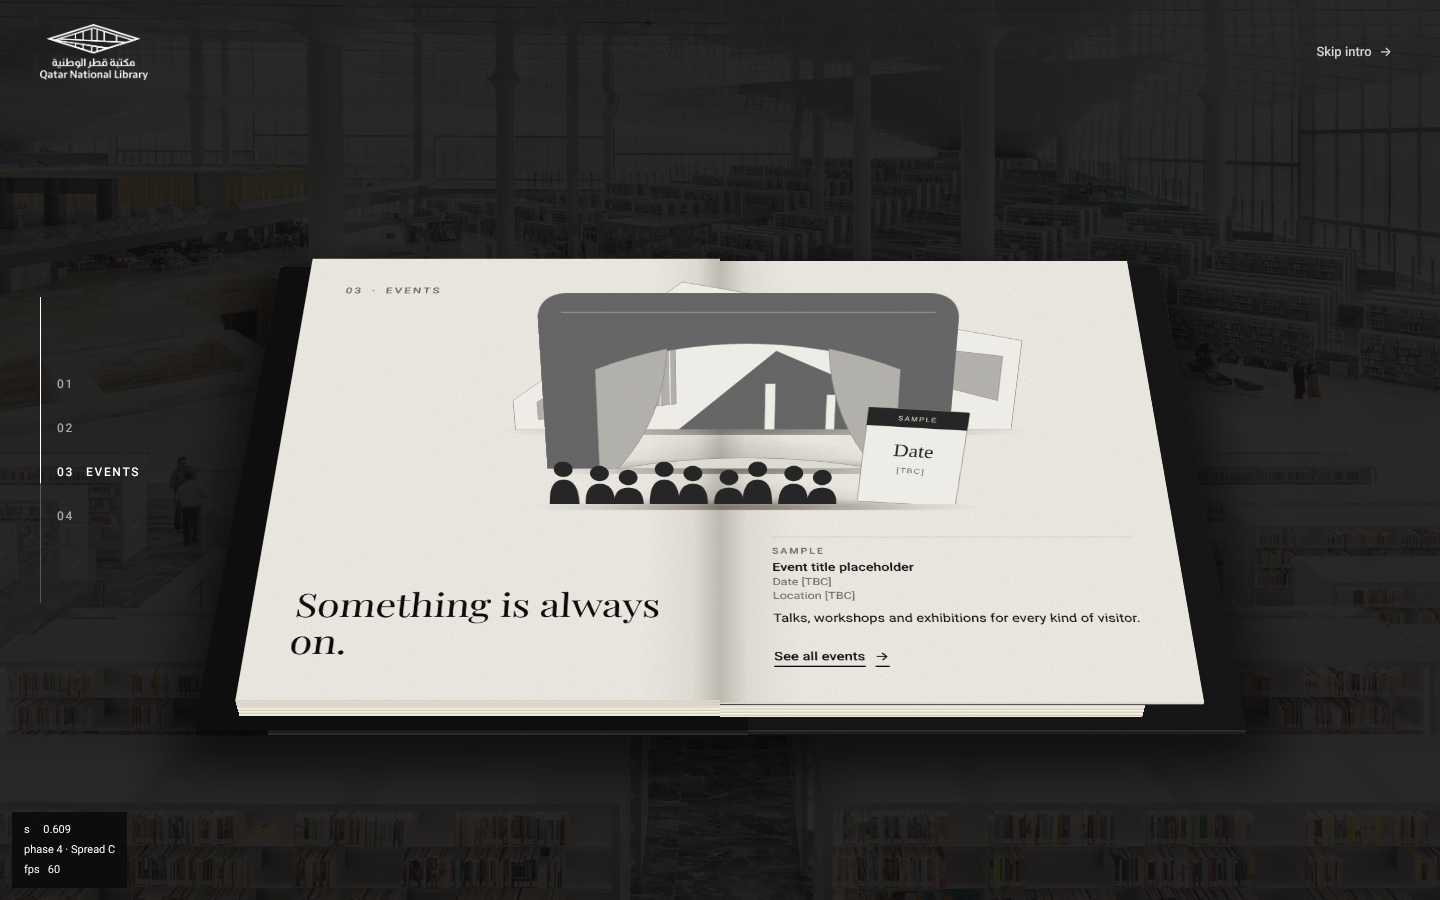 مكتبة قطر الوطنية
Qatar National Library
Skip intro →
03 · EVENTS
01
02
03 EVENTS
04
SAMPLE
Date
[TBC]
Something is always
on.
SAMPLE
Event title placeholder
Date [TBC]
Location [TBC]
Talks, workshops and exhibitions for every kind of visitor.
See all events →
s 0.609
phase 4 · Spread C
fps 60